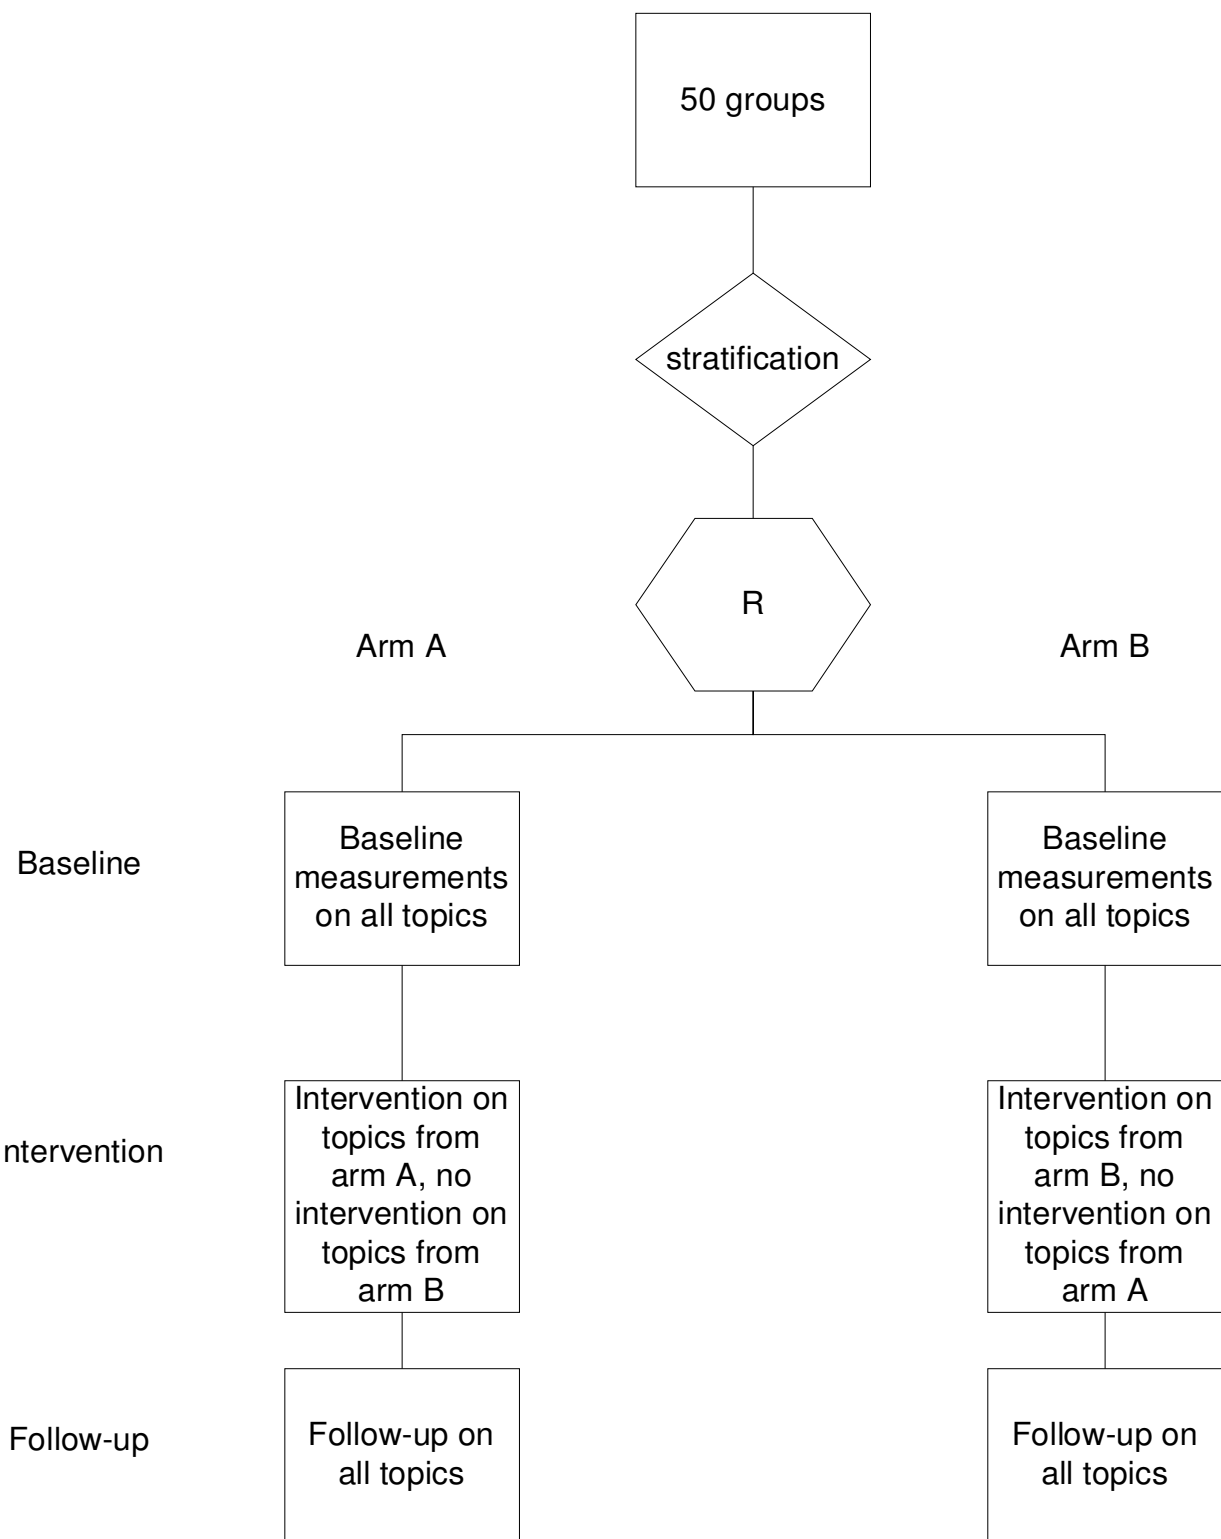 50 groups
stratification
R
Arm A
Arm B
Baseline
Baseline
measurements
on all topics
Baseline
measurements
on all topics
ntervention
Intervention on
topics from
arm A, no
intervention on
topics from
arm B
Intervention on
topics from
arm B, no
intervention on
topics from
arm A
Follow-up
Follow-up on
all topics
Follow-up on
all topics